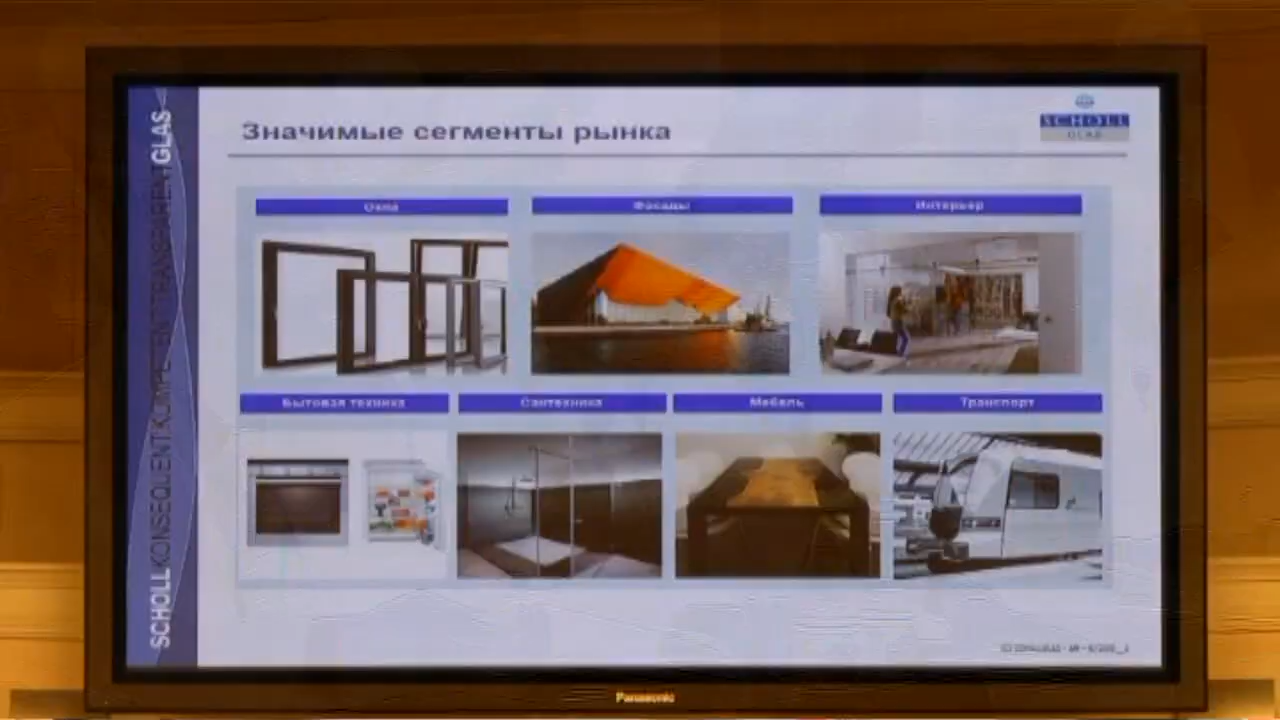 Значимые сегменты рынка
SCHOLL
GLAS
SCHOLL KONSEQUENT KOMPETENT TRANSPARENT GLAS
Окна
Фасады
Интерьер
Бытовая техника
Сантехника
Мебель
Транспорт
Panasonic